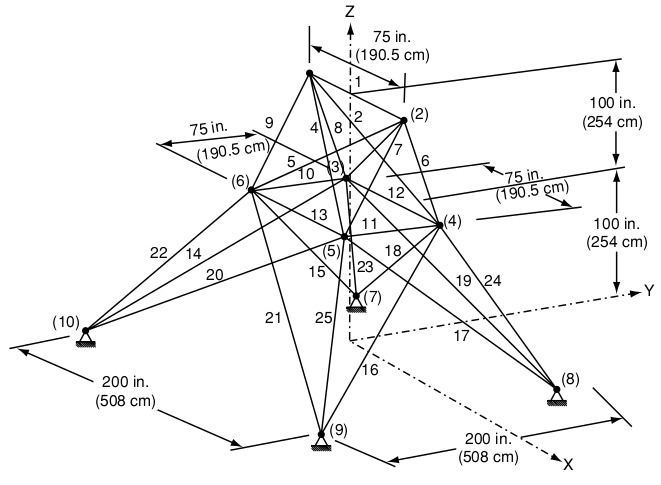 Z
75 in.
(190.5 cm)
1
100 in.
(254 cm)
75 in.
(190.5 cm)
9
4
8
2
(2)
7
6
5
(3)
10
(6)
12
75 in.
(190.5 cm)
13
11
(4)
(5)
18
100 in.
(254 cm)
22
14
20
15
23
19
24
Y
(7)
21
25
17
(10)
16
200 in.
(508 cm)
(8)
(9)
200 in.
(508 cm)
X